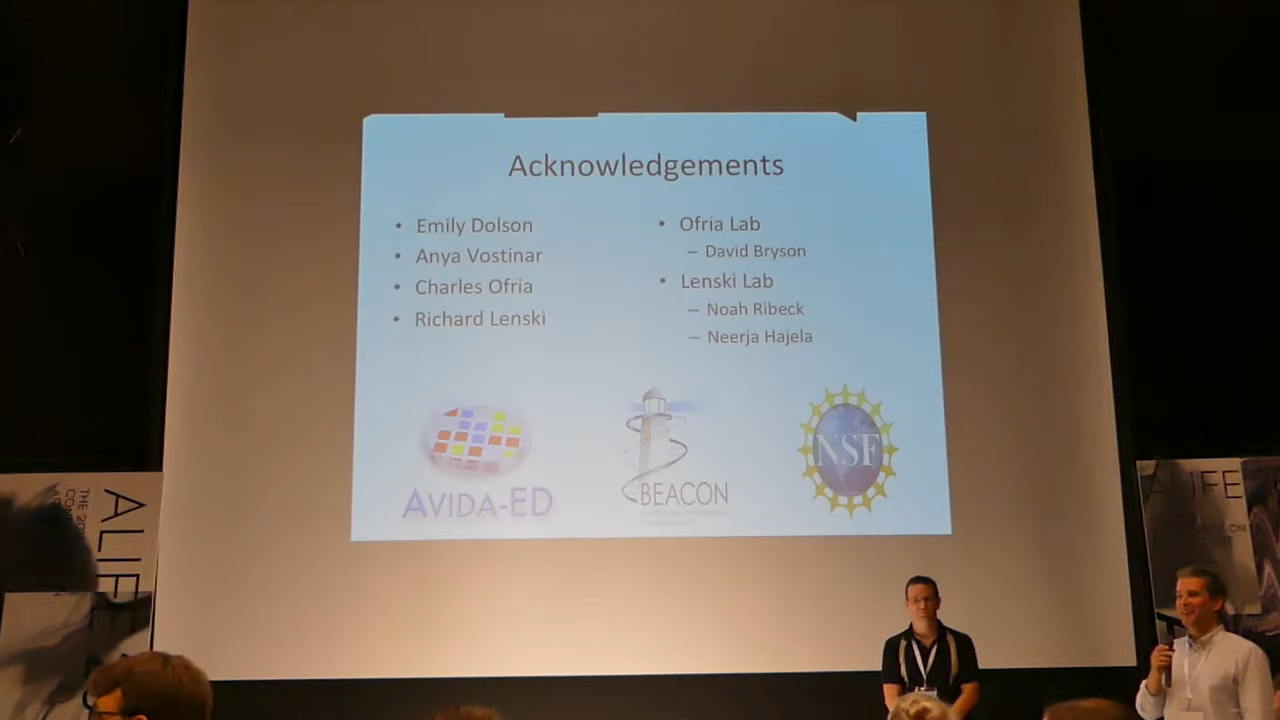 Acknowledgements
• Emily Dolson
• Anya Vostinar
• Charles Ofria
• Richard Lenski
• Ofria Lab
– David Bryson
• Lenski Lab
– Noah Ribeck
– Neerja Hajela
AVIDA-ED
BEACON
NSF
ALIFE